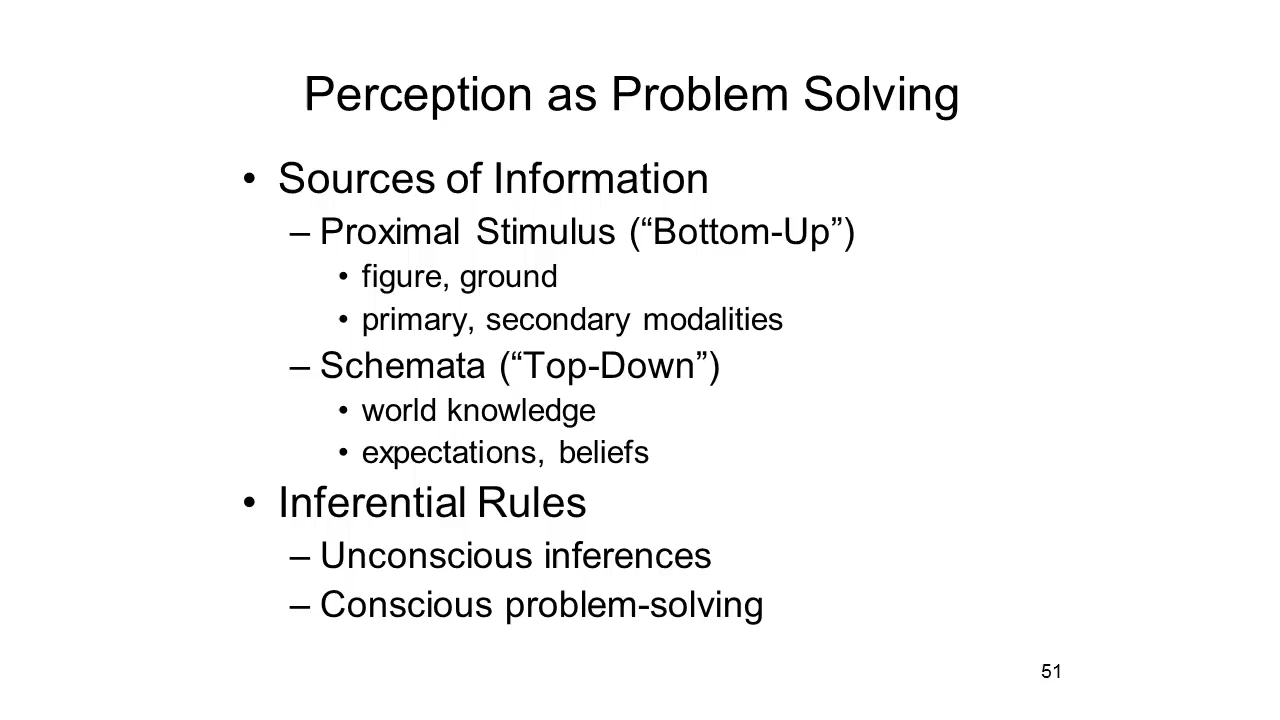 Perception as Problem Solving
• Sources of Information
– Proximal Stimulus (“Bottom-Up”)
• figure, ground
• primary, secondary modalities
– Schemata (“Top-Down”)
• world knowledge
• expectations, beliefs
• Inferential Rules
– Unconscious inferences
– Conscious problem-solving
51